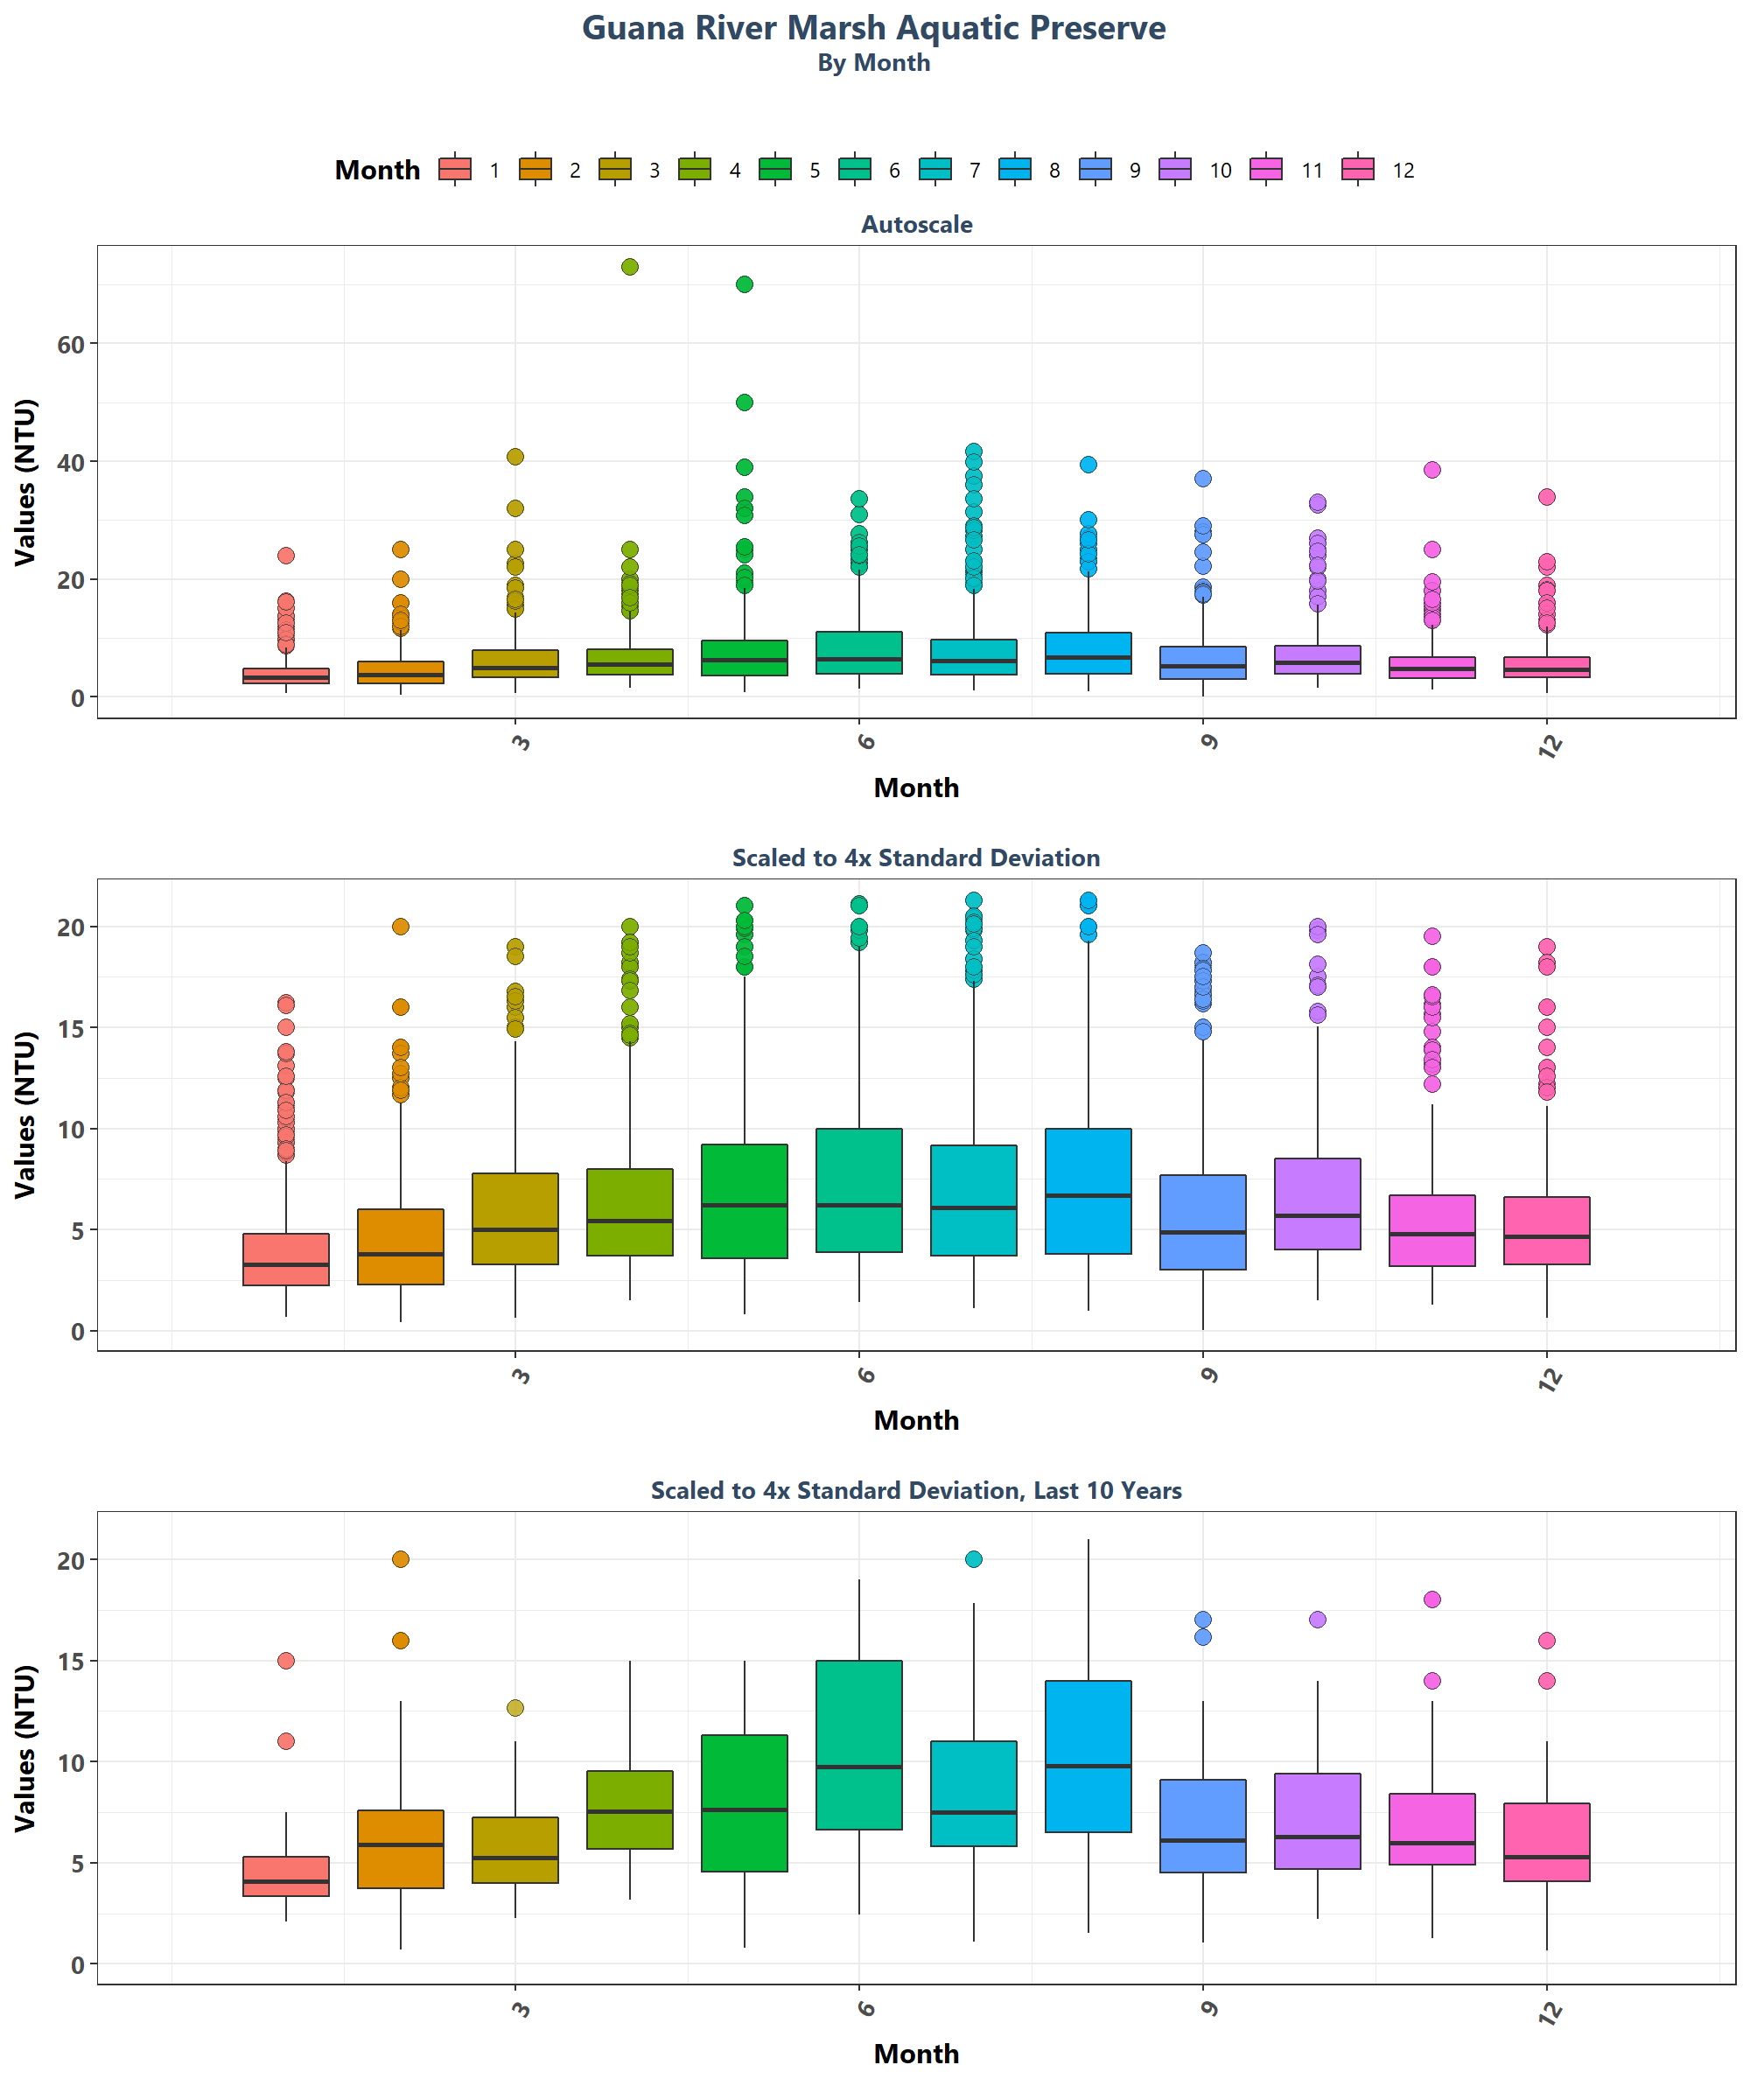 Guana River Marsh Aquatic Preserve
By Month
Month 1 2 3 4 5 6 7 8 9 10 11 12
Autoscale
Values (NTU)
60
40
20
0
3 6 9 12
Month
Scaled to 4x Standard Deviation
Values (NTU)
20
15
10
5
0
3 6 9 12
Month
Scaled to 4x Standard Deviation, Last 10 Years
Values (NTU)
20
15
10
5
0
3 6 9 12
Month